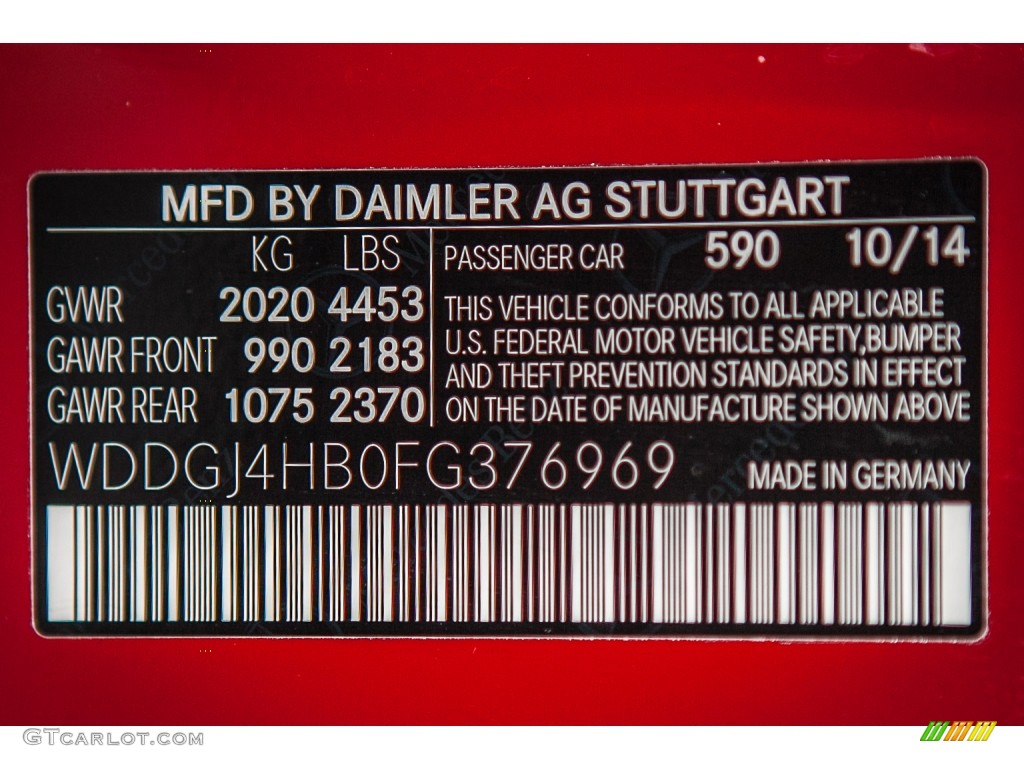 MFD BY DAIMLER AG STUTTGART
KG LBS
GVWR 2020 4453
GAWR FRONT 990 2183
GAWR REAR 1075 2370
PASSENGER CAR 590 10/14
THIS VEHICLE CONFORMS TO ALL APPLICABLE
U.S. FEDERAL MOTOR VEHICLE SAFETY,BUMPER
AND THEFT PREVENTION STANDARDS IN EFFECT
ON THE DATE OF MANUFACTURE SHOWN ABOVE
WDDGJ4HB0FG376969 MADE IN GERMANY
GTCARLOT.COM